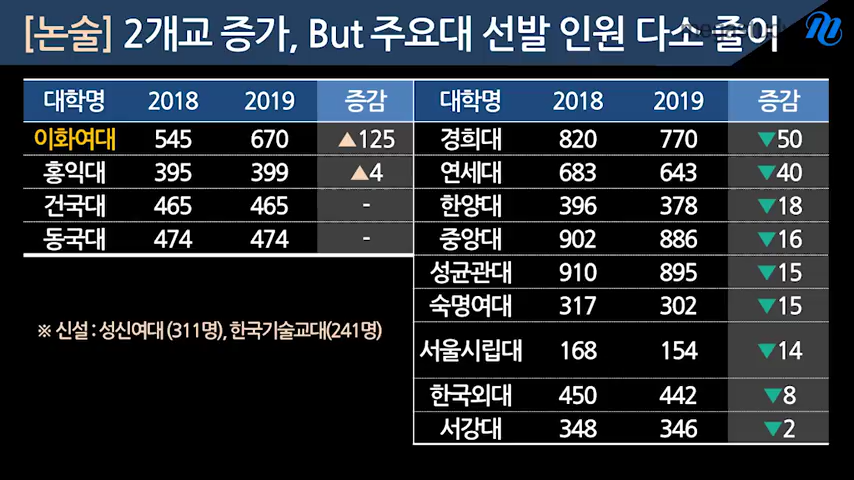 [논술] 2개교 증가, But 주요대 선발 인원 다소 줄어
대학명 2018 2019 증감
이화여대 545 670 ▲125
홍익대 395 399 ▲4
건국대 465 465 -
동국대 474 474 -
※ 신설 : 성신여대 (311명), 한국기술교대(241명)
대학명 2018 2019 증감
경희대 820 770 ▼50
연세대 683 643 ▼40
한양대 396 378 ▼18
중앙대 902 886 ▼16
성균관대 910 895 ▼15
숙명여대 317 302 ▼15
서울시립대 168 154 ▼14
한국외대 450 442 ▼8
서강대 348 346 ▼2